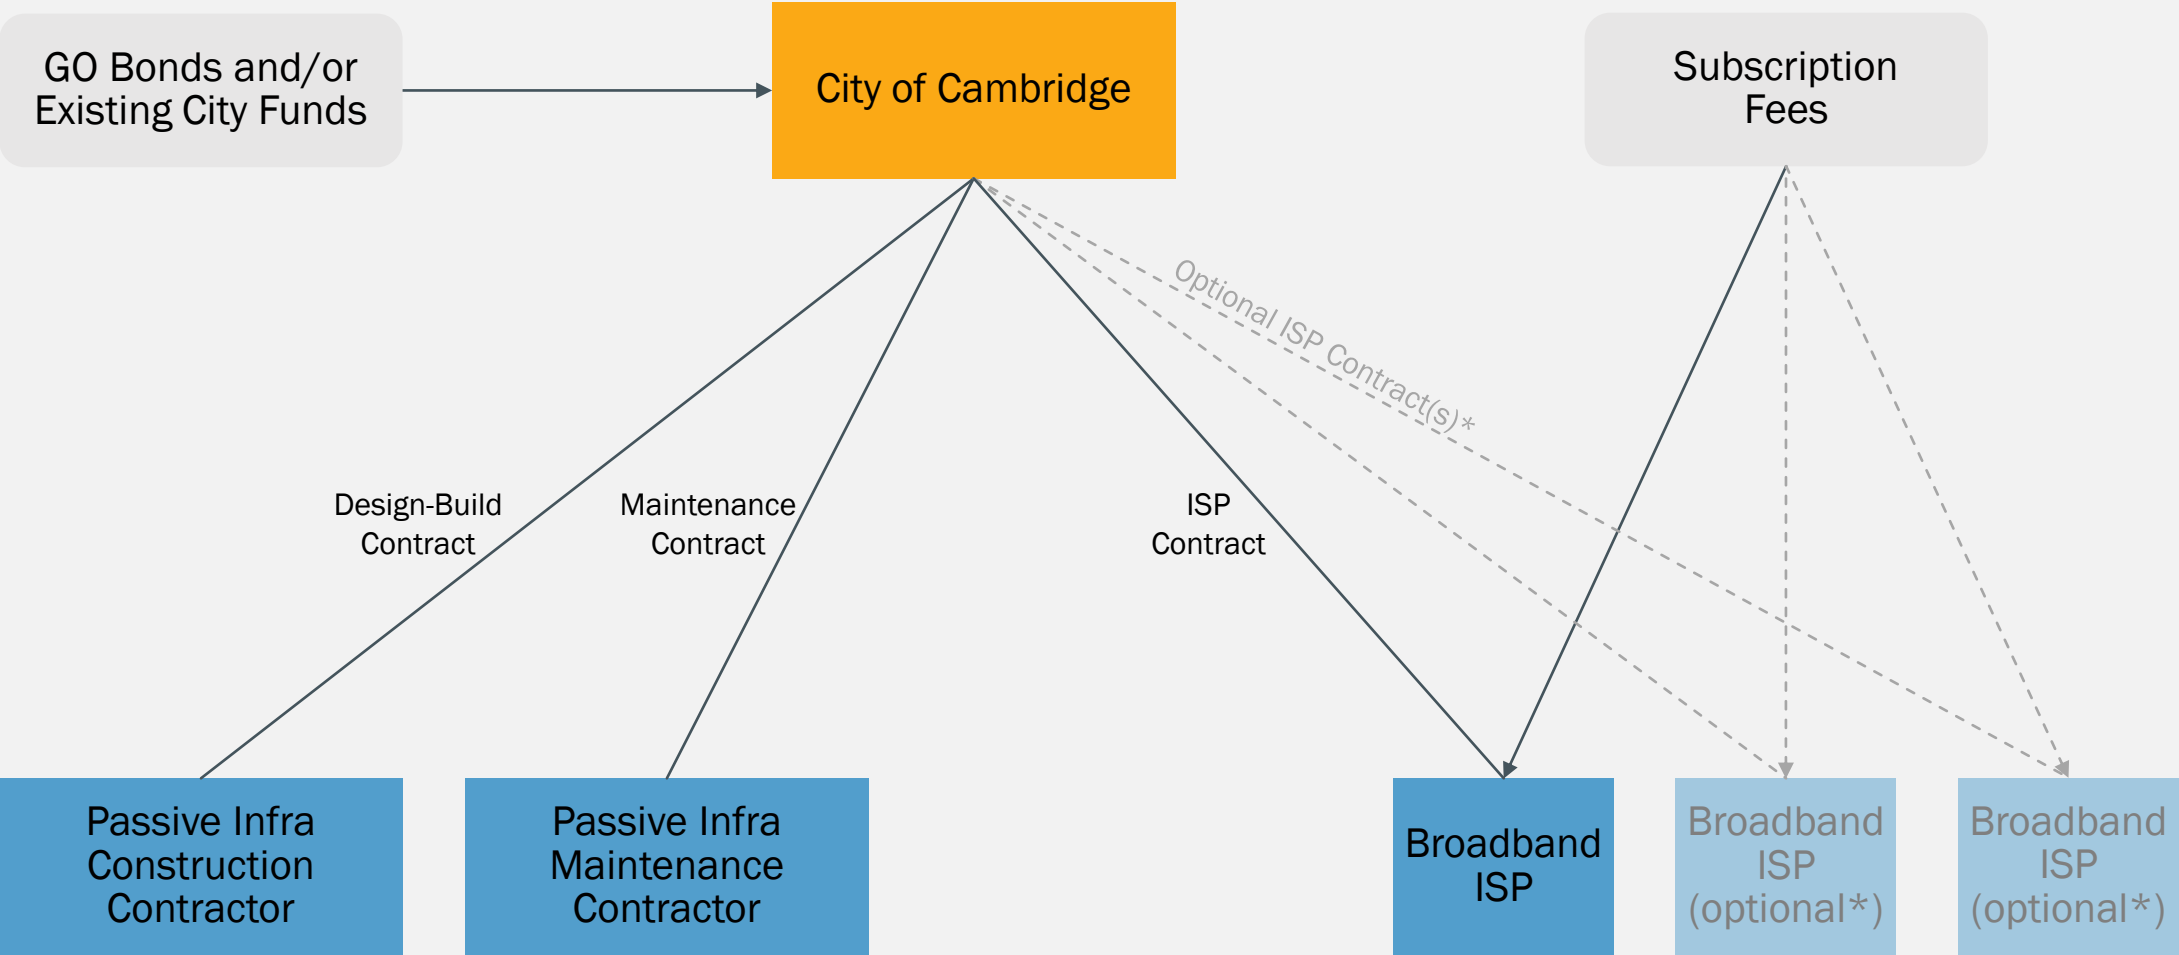 GO Bonds and/or
Existing City Funds
City of Cambridge
Subscription
Fees
Optional ISP Contract(s)*
Design-Build
Contract
Maintenance
Contract
ISP
Contract
Passive Infra
Construction
Contractor
Passive Infra
Maintenance
Contractor
Broadband
ISP
Broadband
ISP
(optional*)
Broadband
ISP
(optional*)